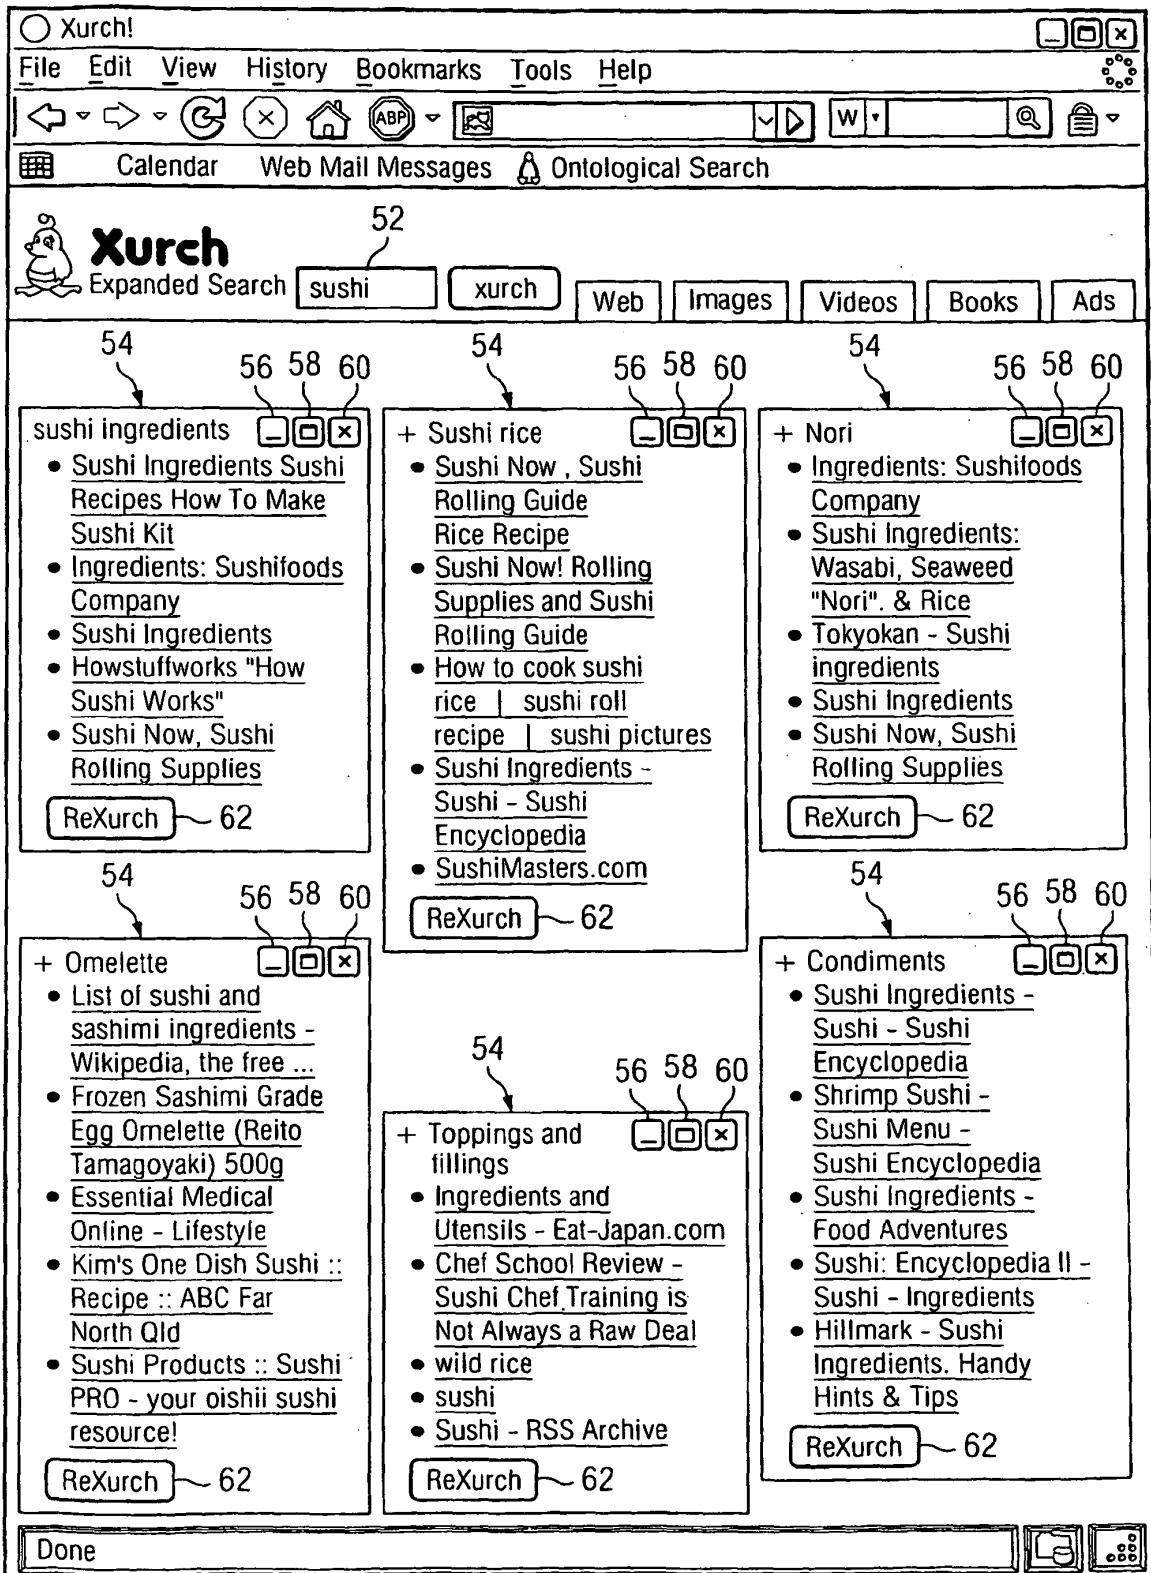 Xurch!
File Edit View History Bookmarks Tools Help
ABP W
Calendar Web Mail Messages Ontological Search
52
Xurch
Expanded Search sushi xurch Web Images Videos Books Ads
54 56 58 60
sushi ingredients
• Sushi Ingredients Sushi
Recipes How To Make
Sushi Kit
• Ingredients: Sushifoods
Company
• Sushi Ingredients
• Howstuffworks "How
Sushi Works"
• Sushi Now, Sushi
Rolling Supplies
ReXurch 62
54 56 58 60
+ Sushi rice
• Sushi Now , Sushi
Rolling Guide
Rice Recipe
• Sushi Now! Rolling
Supplies and Sushi
Rolling Guide
• How to cook sushi
rice | sushi roll
recipe | sushi pictures
• Sushi Ingredients -
Sushi - Sushi
Encyclopedia
• SushiMasters.com
ReXurch 62
54 56 58 60
+ Nori
• Ingredients: Sushifoods
Company
• Sushi Ingredients:
Wasabi, Seaweed
"Nori". & Rice
• Tokyokan - Sushi
ingredients
• Sushi Ingredients
• Sushi Now, Sushi
Rolling Supplies
ReXurch 62
54 56 58 60
+ Omelette
• List of sushi and
sashimi ingredients -
Wikipedia, the free ...
• Frozen Sashimi Grade
Egg Omelette (Reito
Tamagoyaki) 500g
• Essential Medical
Online - Lifestyle
• Kim's One Dish Sushi ::
Recipe :: ABC Far
North Qld
• Sushi Products :: Sushi
PRO - your oishii sushi
resource!
ReXurch 62
54 56 58 60
+ Toppings and
fillings
• Ingredients and
Utensils - Eat-Japan.com
• Chef School Review -
Sushi Chef Training is
Not Always a Raw Deal
• wild rice
• sushi
• Sushi - RSS Archive
ReXurch 62
54 56 58 60
+ Condiments
• Sushi Ingredients -
Sushi - Sushi
Encyclopedia
• Shrimp Sushi -
Sushi Menu -
Sushi Encyclopedia
• Sushi Ingredients -
Food Adventures
• Sushi: Encyclopedia II -
Sushi - Ingredients
• Hillmark - Sushi
Ingredients. Handy
Hints & Tips
ReXurch 62
Done